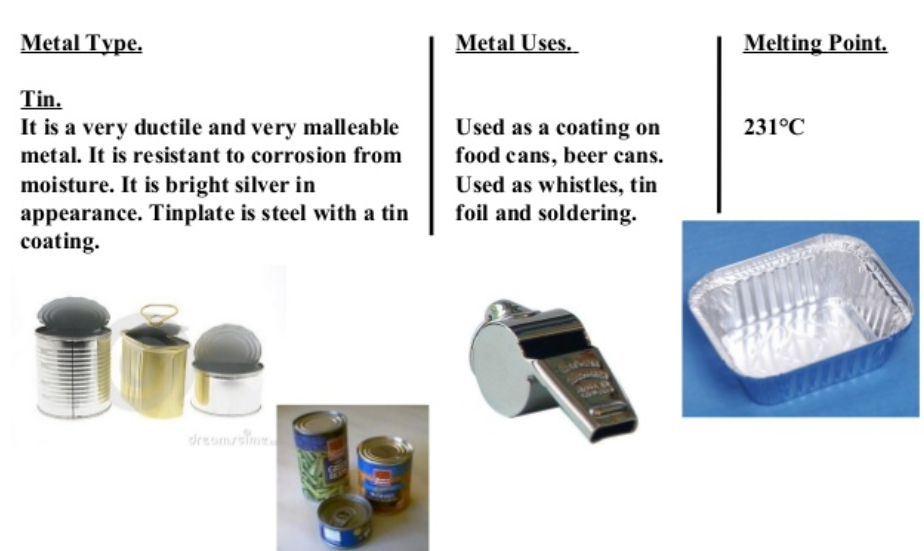 Metal Type.
Metal Uses.
Melting Point.
Tin.
It is a very ductile and very malleable
metal. It is resistant to corrosion from
moisture. It is bright silver in
appearance. Tinplate is steel with a tin
coating.
Used as a coating on
food cans, beer cans.
Used as whistles, tin
foil and soldering.
231°C
dreamstime